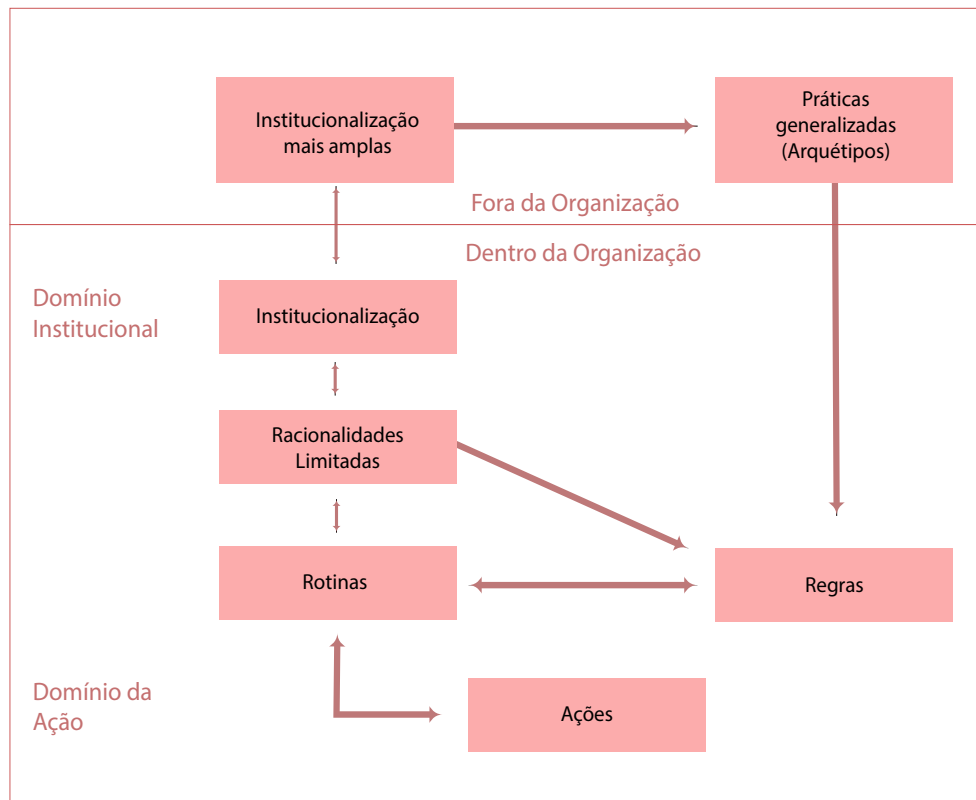 Institucionalização
mais amplas
Práticas
generalizadas
(Arquétipos)
Fora da Organização
Dentro da Organização
Domínio
Institucional
Institucionalização
Racionalidades
Limitadas
Rotinas
Regras
Domínio da
Ação
Ações